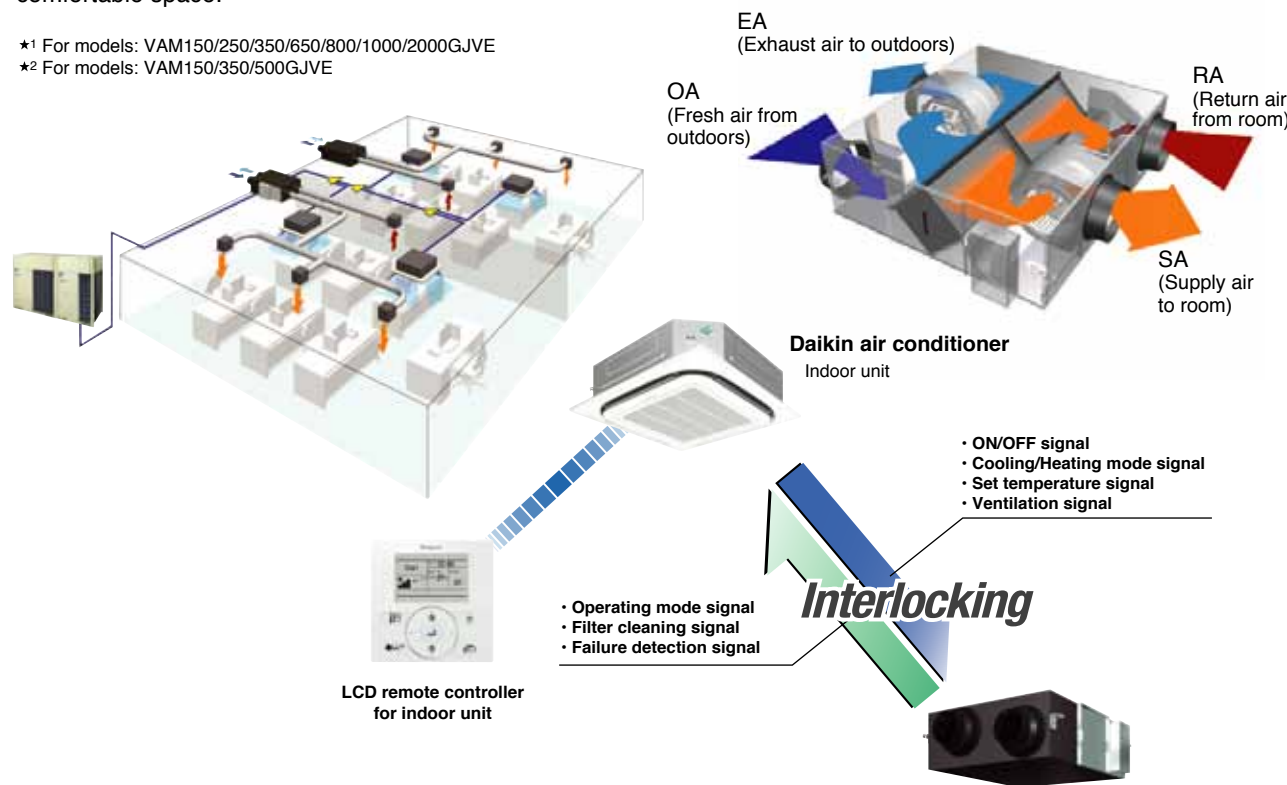 comfortable space.
★1 For models: VAM150/250/350/650/800/1000/2000GJVE
★2 For models: VAM150/350/500GJVE
EA
(Exhaust air to outdoors)
OA
(Fresh air from
outdoors)
RA
(Return air
from room)
SA
(Supply air
to room)
Daikin air conditioner
Indoor unit
・ON/OFF signal
・Cooling/Heating mode signal
・Set temperature signal
・Ventilation signal
Interlocking
・Operating mode signal
・Filter cleaning signal
・Failure detection signal
LCD remote controller
for indoor unit